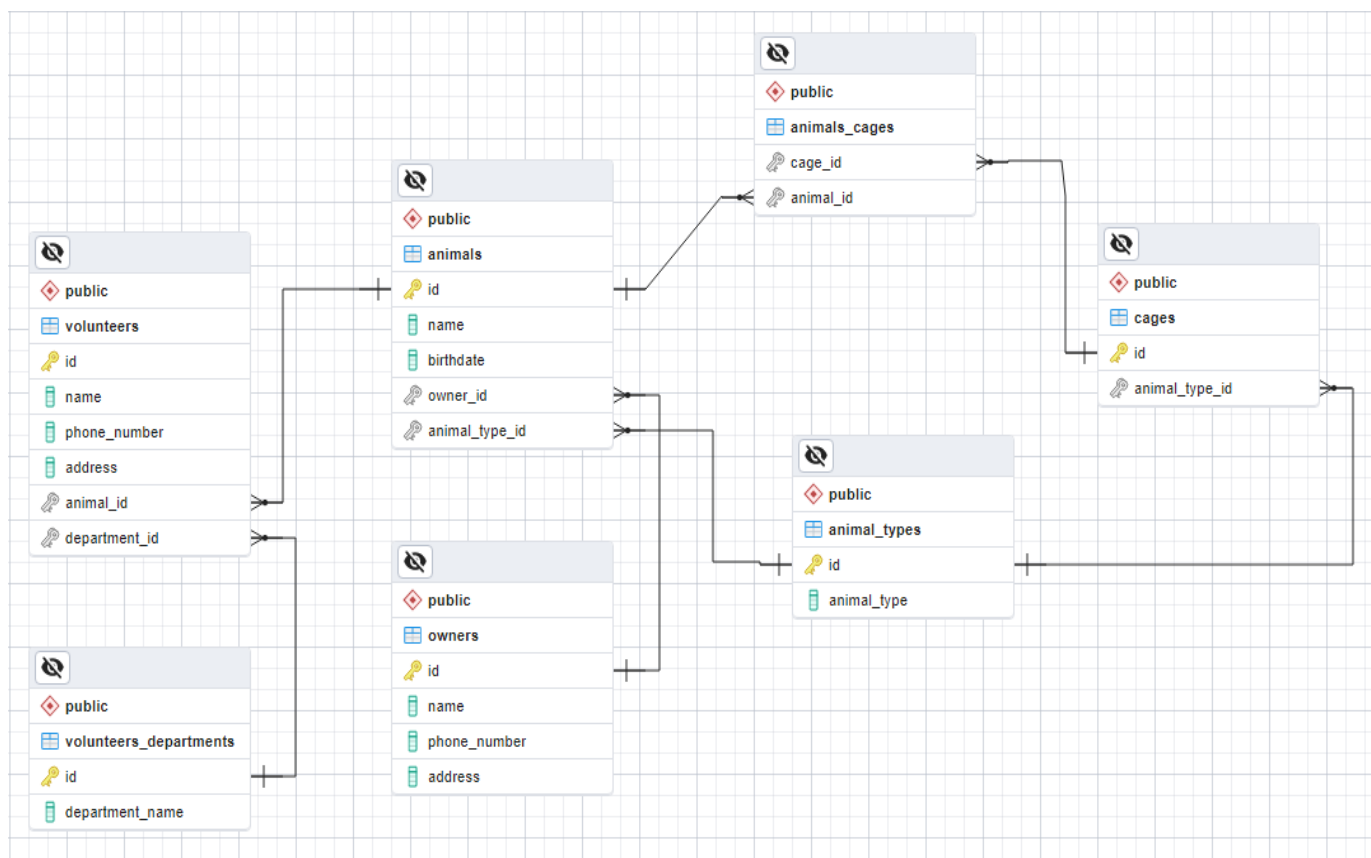 public
animals_cages
cage_id
animal_id
public
animals
id
name
birthdate
owner_id
animal_type_id
public
cages
id
animal_type_id
public
volunteers
id
name
phone_number
address
animal_id
department_id
public
animal_types
id
animal_type
public
owners
id
name
phone_number
address
public
volunteers_departments
id
department_name